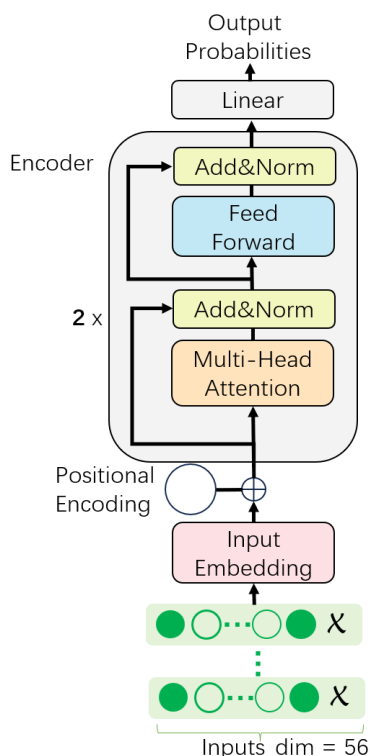 Output
Probabilities
Linear
Encoder
Add&Norm
Feed
Forward
Add&Norm
2 x
Multi-Head
Attention
Positional
Encoding
Input
Embedding
x
x
Inputs dim = 56